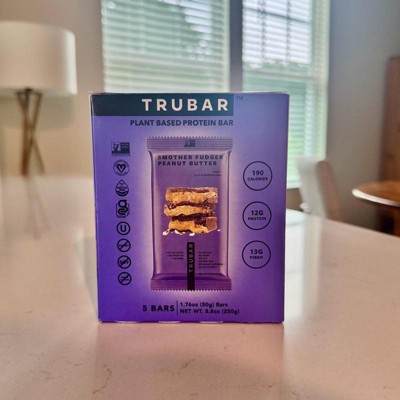 TRUBAR
PLANT BASED PROTEIN BAR
SMOTHER FUDGER
PEANUT BUTTER
190
CALORIES
12G
PROTEIN
13G
FIBER
TRUBAR
5 BARS
1.76oz (50g) Bars
NET WT. 8.8oz (250g)